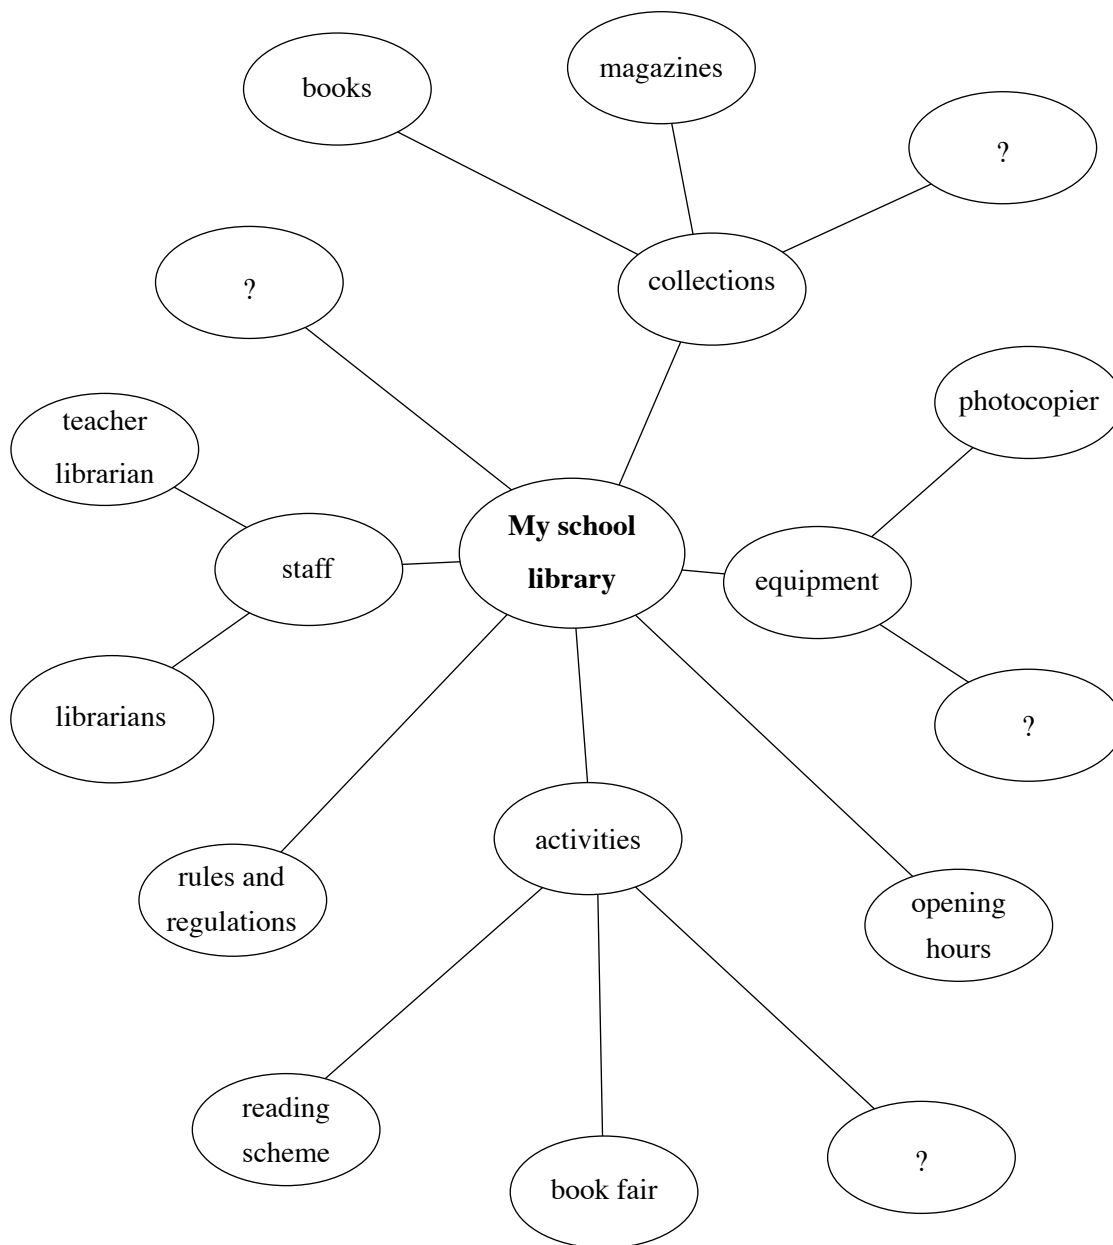 magazines
books
?
collections
?
photocopier
teacher
librarian
My school
library
staff
equipment
librarians
?
activities
rules and
regulations
opening
hours
reading
scheme
?
book fair